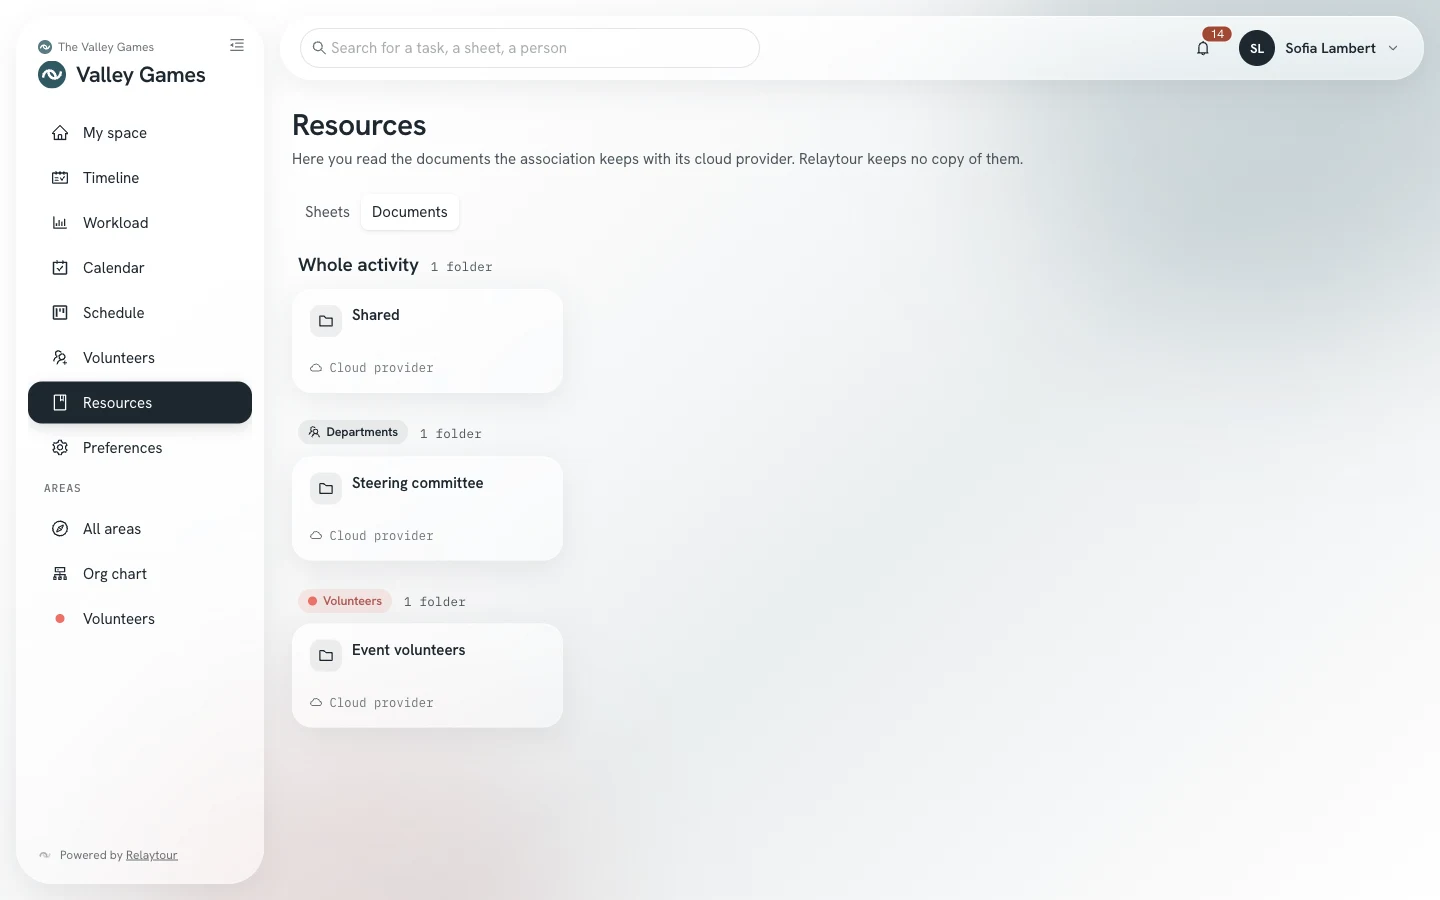 The Valley Games
Valley Games
My space
Timeline
Workload
Calendar
Schedule
Volunteers
Resources
Preferences
AREAS
All areas
Org chart
Volunteers
Powered by Relaytour
Search for a task, a sheet, a person
14
SL
Sofia Lambert
Resources
Here you read the documents the association keeps with its cloud provider. Relaytour keeps no copy of them.
Sheets
Documents
Whole activity 1 folder
Shared
Cloud provider
Departments 1 folder
Steering committee
Cloud provider
Volunteers 1 folder
Event volunteers
Cloud provider